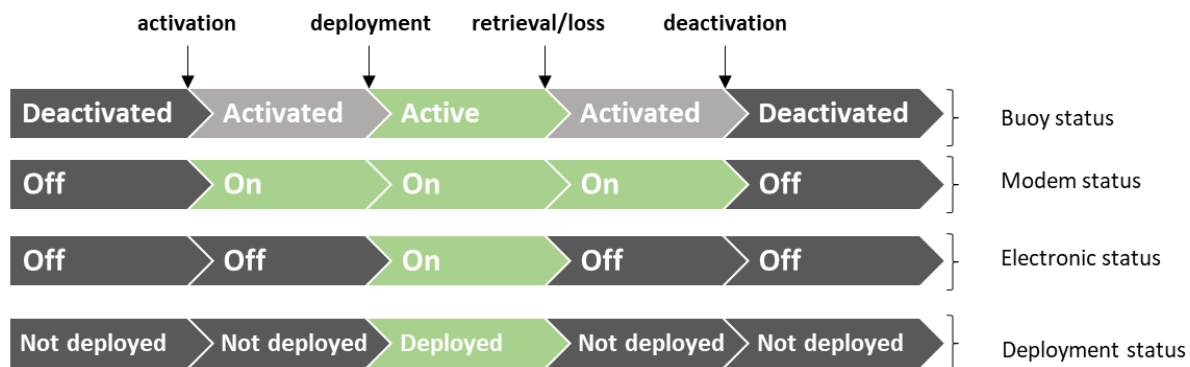 activation deployment retrieval/loss deactivation
Deactivated Activated Active Activated Deactivated Buoy status
Off On On On Off Modem status
Off Off On Off Off Electronic status
Not deployed Not deployed Deployed Not deployed Not deployed Deployment status